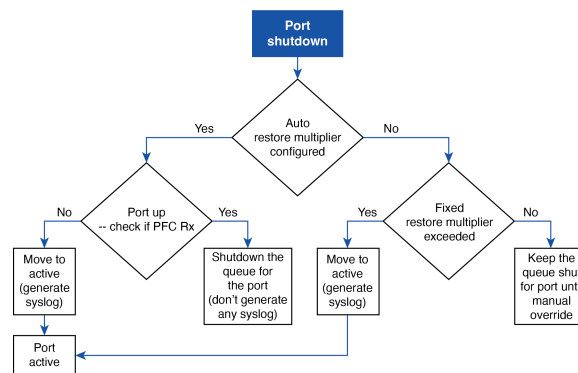 Port
shutdown
Auto
restore multiplier
configured
Yes
No
Port up
-- check if PFC Rx
No
Yes
Fixed
restore multiplier
exceeded
Yes
No
Move to
active
(generate
syslog)
Shutdown the
queue for
the port
(don't generate
any syslog)
Move to
active
(generate
syslog)
Keep the
queue shu
for port unt
manual
override
Port
active